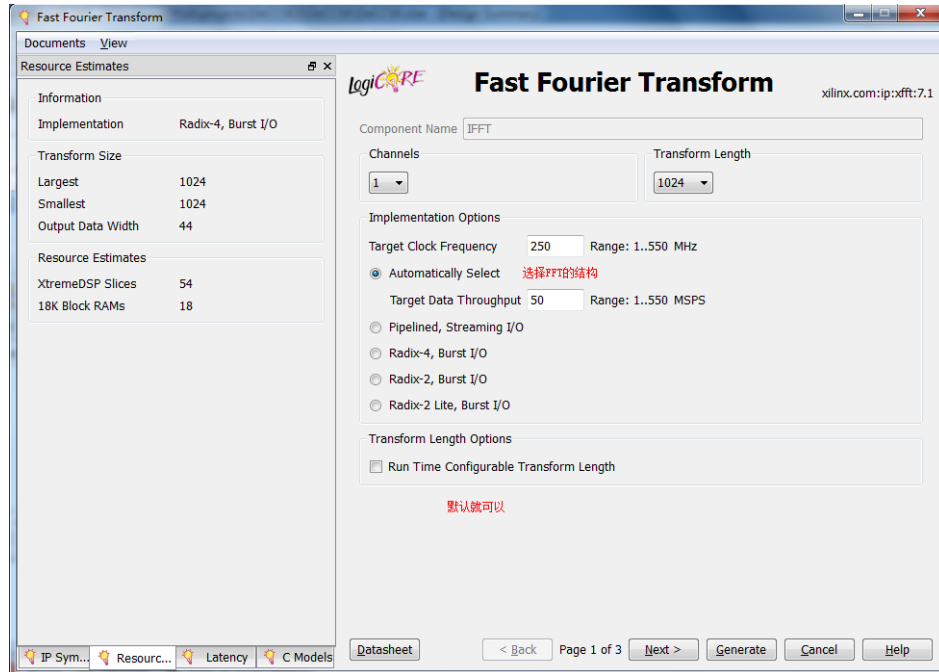 Fast Fourier Transform
Documents View
Resource Estimates
Information
Implementation Radix-4, Burst I/O
Transform Size
Largest 1024
Smallest 1024
Output Data Width 44
Resource Estimates
XtremeDSP Slices 54
18K Block RAMs 18
IP Sym... Resourc... Latency C Models
LogiCORE Fast Fourier Transform xilinx.com:ip:xfft:7.1
Component Name IFFT
Channels Transform Length
1 1024
Implementation Options
Target Clock Frequency 250 Range: 1..550 MHz
Automatically Select 选择FFT的结构
Target Data Throughput 50 Range: 1..550 MSPS
Pipelined, Streaming I/O
Radix-4, Burst I/O
Radix-2, Burst I/O
Radix-2 Lite, Burst I/O
Transform Length Options
Run Time Configurable Transform Length
默认就可以
Datasheet < Back Page 1 of 3 Next > Generate Cancel Help